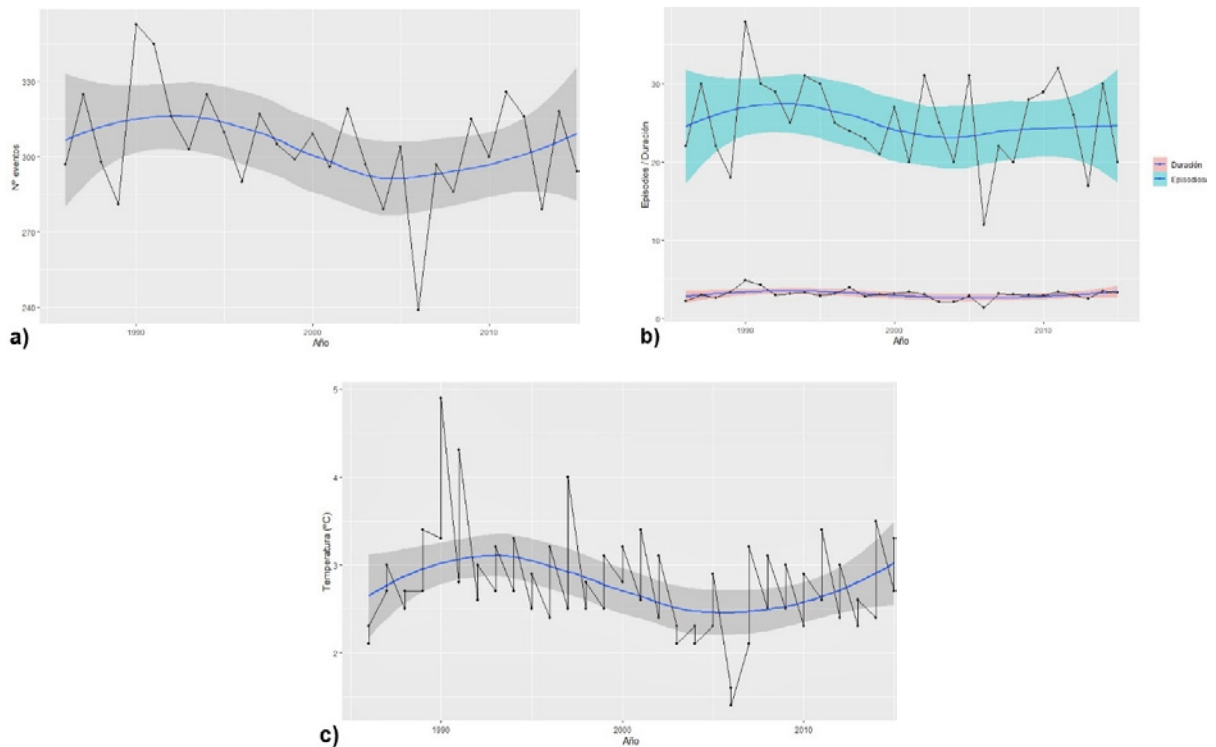 Nº eventos
330
300
270
240
1990
2000
2010
Año
a)
Episodios / Duración
30
20
10
0
1990
2000
2010
Año
Duración
Episodios
b)
Temperatura (ºC)
5
4
3
2
1990
2000
2010
Año
c)